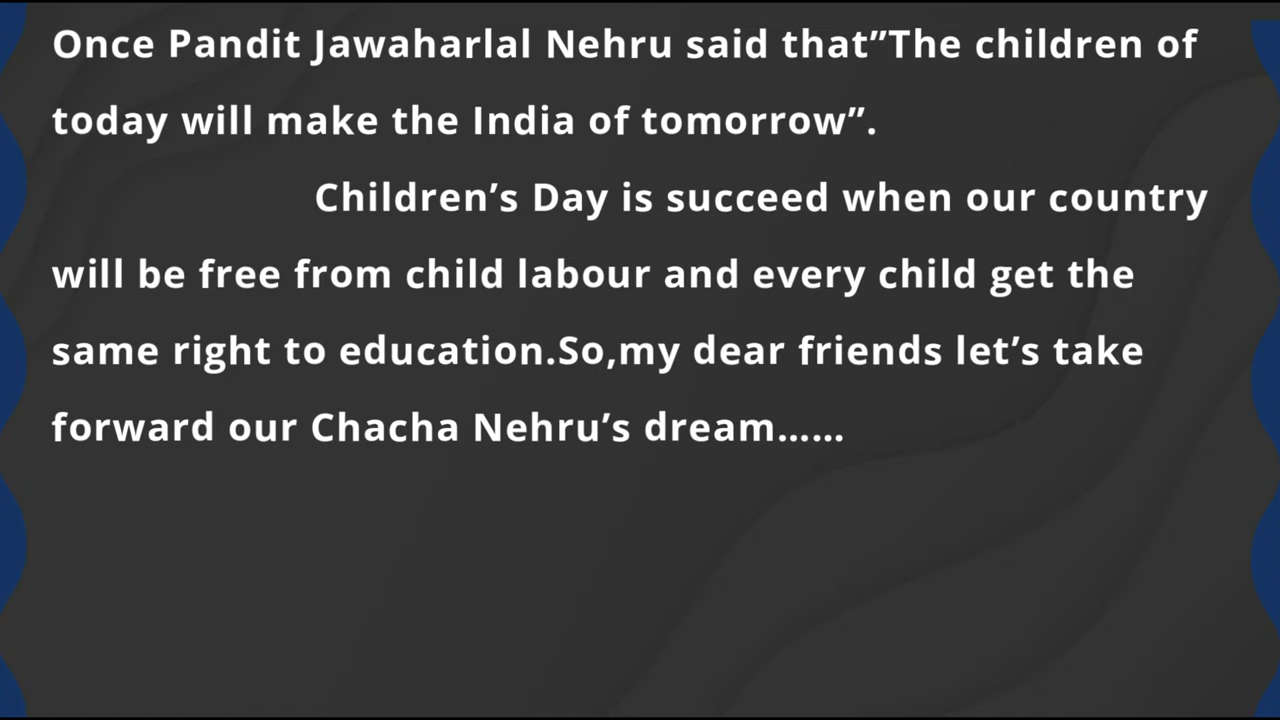 Once Pandit Jawaharlal Nehru said that”The children of
today will make the India of tomorrow”.
Children’s Day is succeed when our country
will be free from child labour and every child get the
same right to education.So,my dear friends let’s take
forward our Chacha Nehru’s dream......